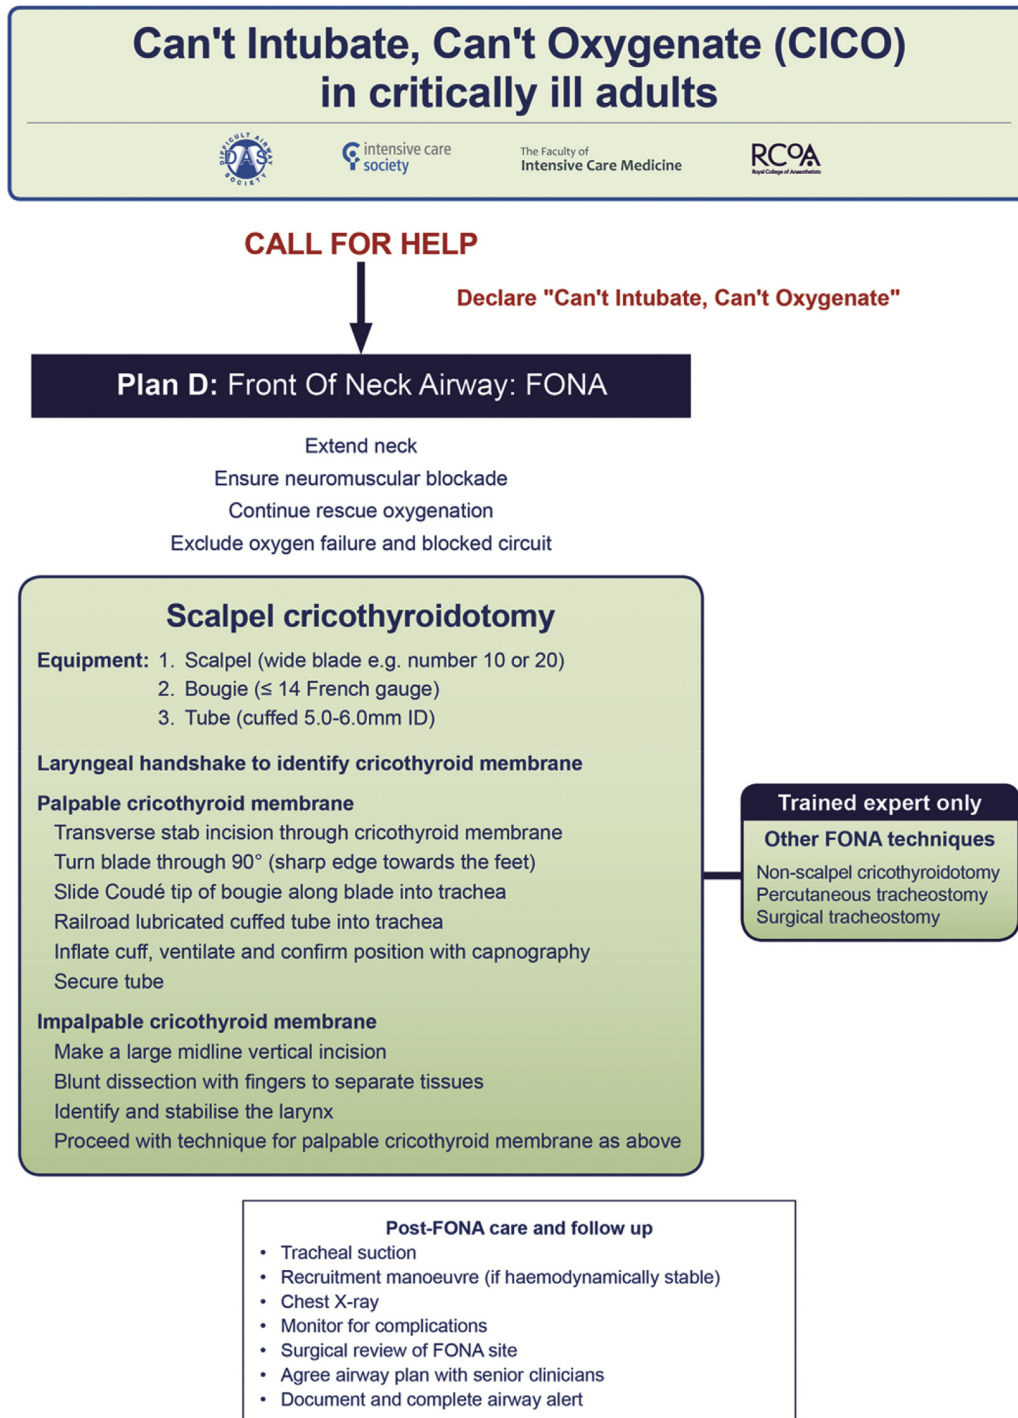 Can't Intubate, Can't Oxygenate (CICO)
in critically ill adults
DIFFICULT AIRWAY
DAS
SOCIETY
intensive care
society
The Faculty of
Intensive Care Medicine
RCOA
Royal College of Anaesthetists
CALL FOR HELP
Declare "Can't Intubate, Can't Oxygenate"
Plan D: Front Of Neck Airway: FONA
Extend neck
Ensure neuromuscular blockade
Continue rescue oxygenation
Exclude oxygen failure and blocked circuit
Scalpel cricothyroidotomy
Equipment: 1. Scalpel (wide blade e.g. number 10 or 20)
2. Bougie (≤ 14 French gauge)
3. Tube (cuffed 5.0-6.0mm ID)
Laryngeal handshake to identify cricothyroid membrane
Palpable cricothyroid membrane
Transverse stab incision through cricothyroid membrane
Turn blade through 90° (sharp edge towards the feet)
Slide Coudé tip of bougie along blade into trachea
Railroad lubricated cuffed tube into trachea
Inflate cuff, ventilate and confirm position with capnography
Secure tube
Impalpable cricothyroid membrane
Make a large midline vertical incision
Blunt dissection with fingers to separate tissues
Identify and stabilise the larynx
Proceed with technique for palpable cricothyroid membrane as above
Trained expert only
Other FONA techniques
Non-scalpel cricothyroidotomy
Percutaneous tracheostomy
Surgical tracheostomy
Post-FONA care and follow up
• Tracheal suction
• Recruitment manoeuvre (if haemodynamically stable)
• Chest X-ray
• Monitor for complications
• Surgical review of FONA site
• Agree airway plan with senior clinicians
• Document and complete airway alert